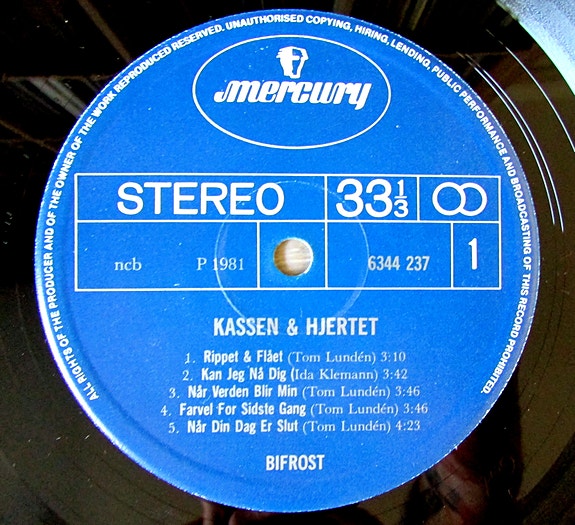 ALL RIGHTS OF THE PRODUCER AND OF THE OWNER OF THE WORK REPRODUCED RESERVED. UNAUTHORISED COPYING, HIRING, LENDING, PUBLIC PERFORMANCE AND BROADCASTING OF THIS RECORD PROHIBITED.
mercury
STEREO 33 1/3 ꝏ
ncb P 1981 6344 237 1
KASSEN & HJERTET
1. Rippet & Flået (Tom Lundén) 3:10
2. Kan Jeg Nå Dig (Ida Klemann) 3:42
3. Når Verden Blir Min (Tom Lundén) 3:46
4. Farvel For Sidste Gang (Tom Lundén) 3:46
5. Når Din Dag Er Slut (Tom Lundén) 4:23
BIFROST